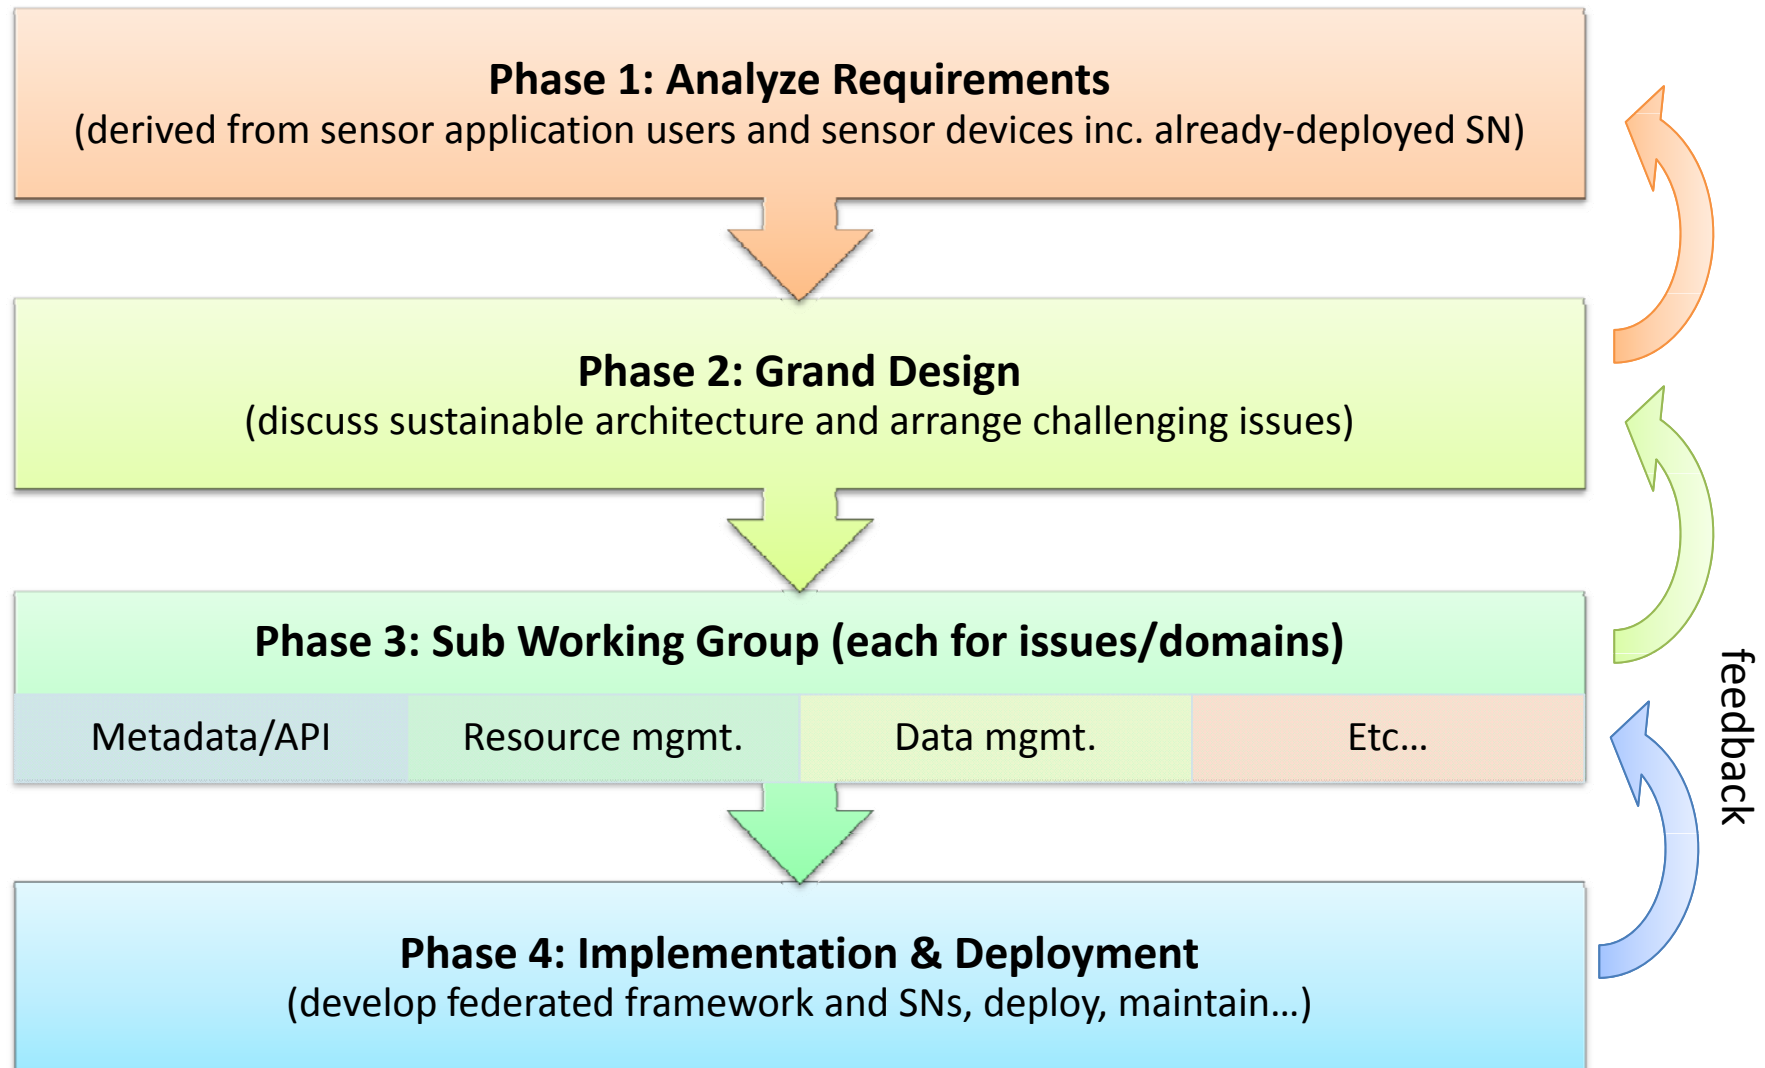 Phase 1: Analyze Requirements
(derived from sensor application users and sensor devices inc. already-deployed SN)
Phase 2: Grand Design
(discuss sustainable architecture and arrange challenging issues)
Phase 3: Sub Working Group (each for issues/domains)
Metadata/API
Resource mgmt.
Data mgmt.
Etc…
feedback
Phase 4: Implementation & Deployment
(develop federated framework and SNs, deploy, maintain…)